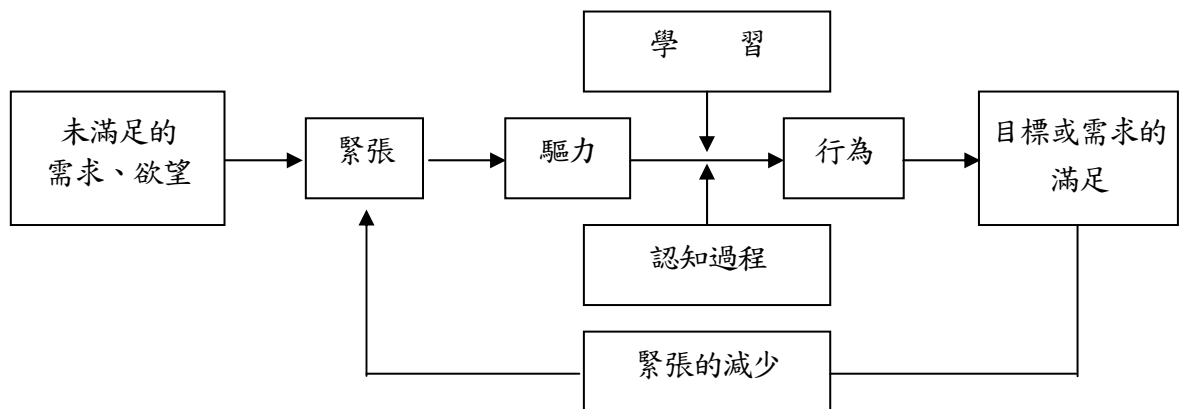 學 習
未滿足的
需求、欲望
緊張
驅力
行為
目標或需求的
滿足
認知過程
緊張的減少